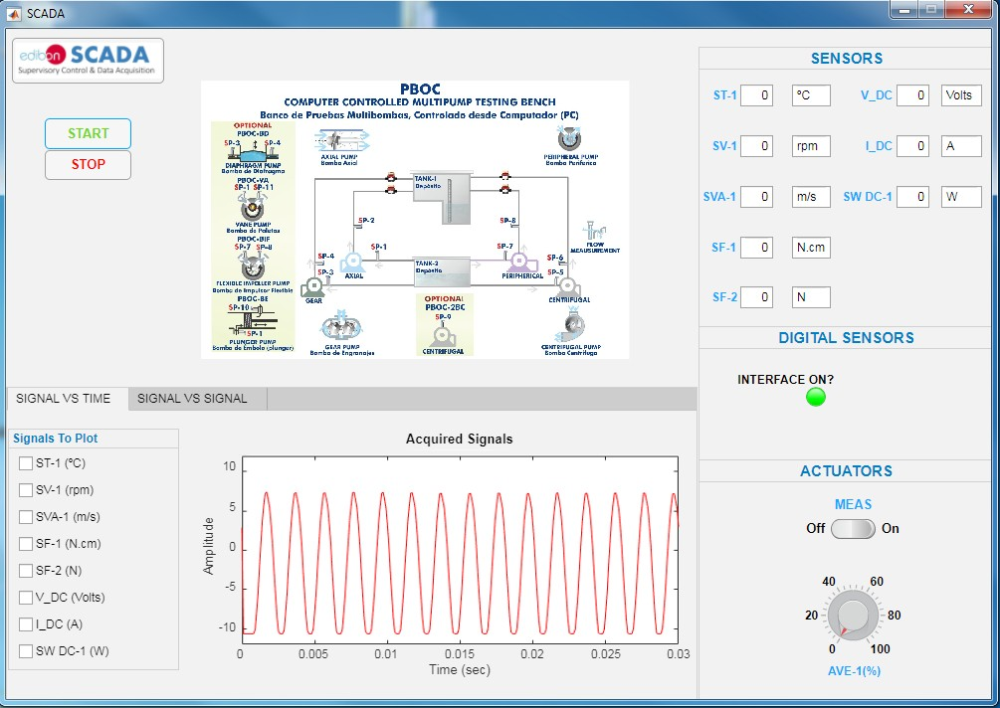 SCADA
edibon SCADA
Supervisory Control & Data Acquisition
START
STOP
PBOC
COMPUTER CONTROLLED MULTIPUMP TESTING BENCH
Banco de Pruebas Multibombas, Controlado desde Computador (PC)
OPTIONAL
PBOC-BD
SP-3 SP-4
DIAPHRAGM PUMP
Bomba de Diafragma
PBOC-VA
SP-1 SP-11
VANE PUMP
Bomba de Paletas
PBOC-BIF
SP-7 SP-8
FLEXIBLE IMPELLER PUMP
Bomba de Impulsor Flexible
PBOC-BE
SP-10
SP-1
PLUNGER PUMP
Bomba de Embolo (plunger)
AXIAL PUMP
Bomba Axial
PERIPHERAL PUMP
Bomba Periférica
TANK-1
Depósito
SP-2
SP-8
SP-1
SP-7
FLOW
MEASUREMENT
SP-4
SP-3
SP-6
SP-5
TANK-2
Depósito
AXIAL
PERIPHERICAL
GEAR
CENTRIFUGAL
OPTIONAL
PBOC-2BC
SP-9
CENTRIFUGAL
GEAR PUMP
Bomba de Engranajes
CENTRIFUGAL PUMP
Bomba Centrífuga
SENSORS
ST-1 0 ºC V_DC 0 Volts
SV-1 0 rpm I_DC 0 A
SVA-1 0 m/s SW DC-1 0 W
SF-1 0 N.cm
SF-2 0 N
DIGITAL SENSORS
INTERFACE ON?
ACTUATORS
MEAS
Off On
40 60
20 80
0 100
AVE-1(%)
SIGNAL VS TIME SIGNAL VS SIGNAL
Signals To Plot
ST-1 (ºC)
SV-1 (rpm)
SVA-1 (m/s)
SF-1 (N.cm)
SF-2 (N)
V_DC (Volts)
I_DC (A)
SW DC-1 (W)
Acquired Signals
Amplitude
10
5
0
-5
-10
0 0.005 0.01 0.015 0.02 0.025 0.03
Time (sec)